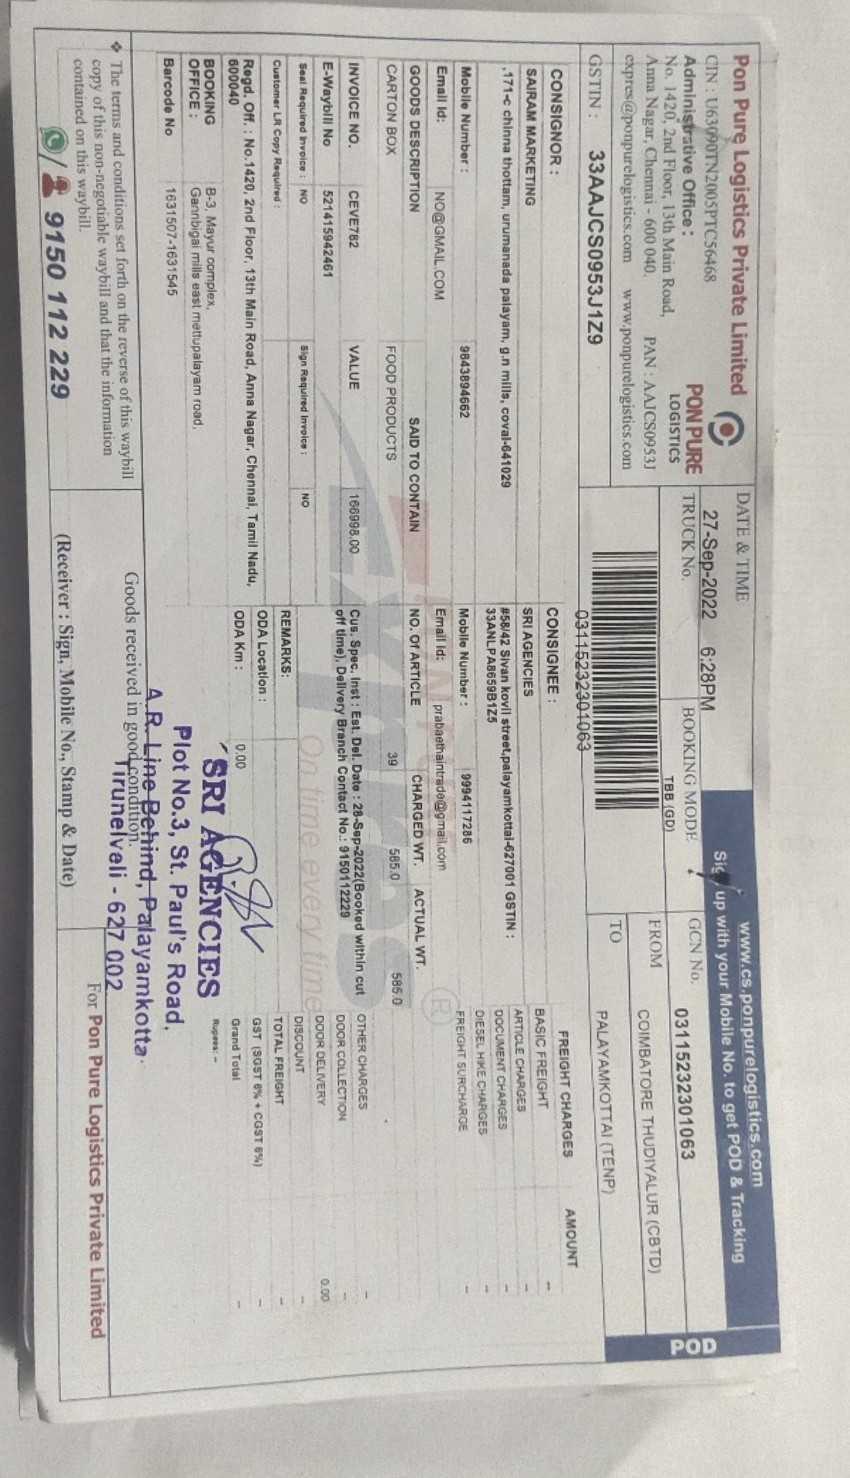 Pon Pure Logistics Private Limited
CIN : U63090TN2005PTC56468
Administrative Office :
No. 1420, 2nd Floor, 13th Main Road,
Anna Nagar, Chennai - 600 040. PAN : AAJCS0953J
expres@ponpurelogistics.com www.ponpurelogistics.com
PON PURE
LOGISTICS
GSTIN : 33AAJCS0953J1Z9
DATE & TIME
27-Sep-2022 6:28PM
TRUCK No.
BOOKING MODE
TBB (GD)
www.cs.ponpurelogistics.com
Sign up with your Mobile No. to get POD & Tracking
GCN No.
031152232301063
FROM COIMBATORE THUDIYALUR (CBTD)
TO PALAYAMKOTTAI (TENP)
POD
031152232301063
CONSIGNOR :
SAIRAM MARKETING
,171-c chinna thottam, urumanada palayam, g.n mills, covai-641029
Mobile Number : 9843894662
Email Id: NO@GMAIL.COM
CONSIGNEE :
SRI AGENCIES
#58/42 Sivan kovil street,palayamkottai-627001 GSTIN :
33ANLPA8659B1Z5
Mobile Number : 9994117286
Email Id: prabaethaintrade@gmail.com
GOODS DESCRIPTION SAID TO CONTAIN NO. Of ARTICLE CHARGED WT. ACTUAL WT.
CARTON BOX FOOD PRODUCTS 39 585.0 585.0
INVOICE NO. CEVE782 VALUE 166998.00
E-Waybill No 521415942461
Seal Required Invoice : NO Sign Required Invoice : NO
Customer LR Copy Required :
Cus. Spec. Inst : Est. Del. Date : 28-Sep-2022(Booked within cut
off time), Delivery Branch Contact No.: 9150112229
REMARKS:
ODA Location :
ODA Km : 0.00
Regd. Off. : No.1420, 2nd Floor, 13th Main Road, Anna Nagar, Chennai, Tamil Nadu,
600040
BOOKING
OFFICE :
B-3, Mayur complex,
Gannbigai mills east mettupalayam road.
Barcode No 1631507-1631545
FREIGHT CHARGES AMOUNT
BASIC FREIGHT -
ARTICLE CHARGES -
DOCUMENT CHARGES -
DIESEL HIKE CHARGES -
FREIGHT SURCHARGE -
OTHER CHARGES -
DOOR COLLECTION -
DOOR DELIVERY 0.00
DISCOUNT -
TOTAL FREIGHT -
GST (SGST 6% + CGST 6%) -
Grand Total -
Rupees: -
Expres
®
On time every time
SRI AGENCIES
Plot No.3, St. Paul's Road,
A.R. Line Behind, Palayamkotta
Tirunelveli - 627 002
Goods received in good condition.
❖ The terms and conditions set forth on the reverse of this waybill
copy of this non-negotiable waybill and that the information
contained on this waybill.
/ 9150 112 229
(Receiver : Sign, Mobile No., Stamp & Date)
For Pon Pure Logistics Private Limited